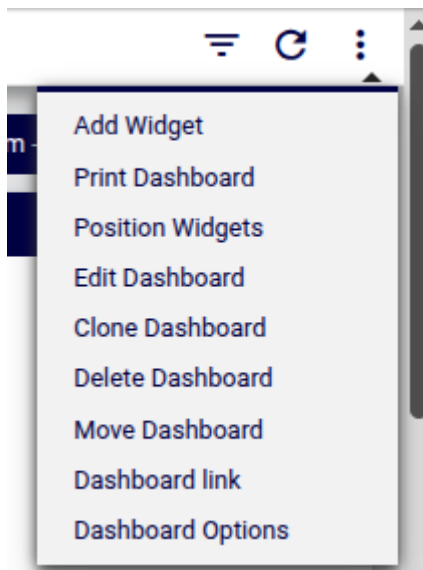 m -
Add Widget
Print Dashboard
Position Widgets
Edit Dashboard
Clone Dashboard
Delete Dashboard
Move Dashboard
Dashboard link
Dashboard Options